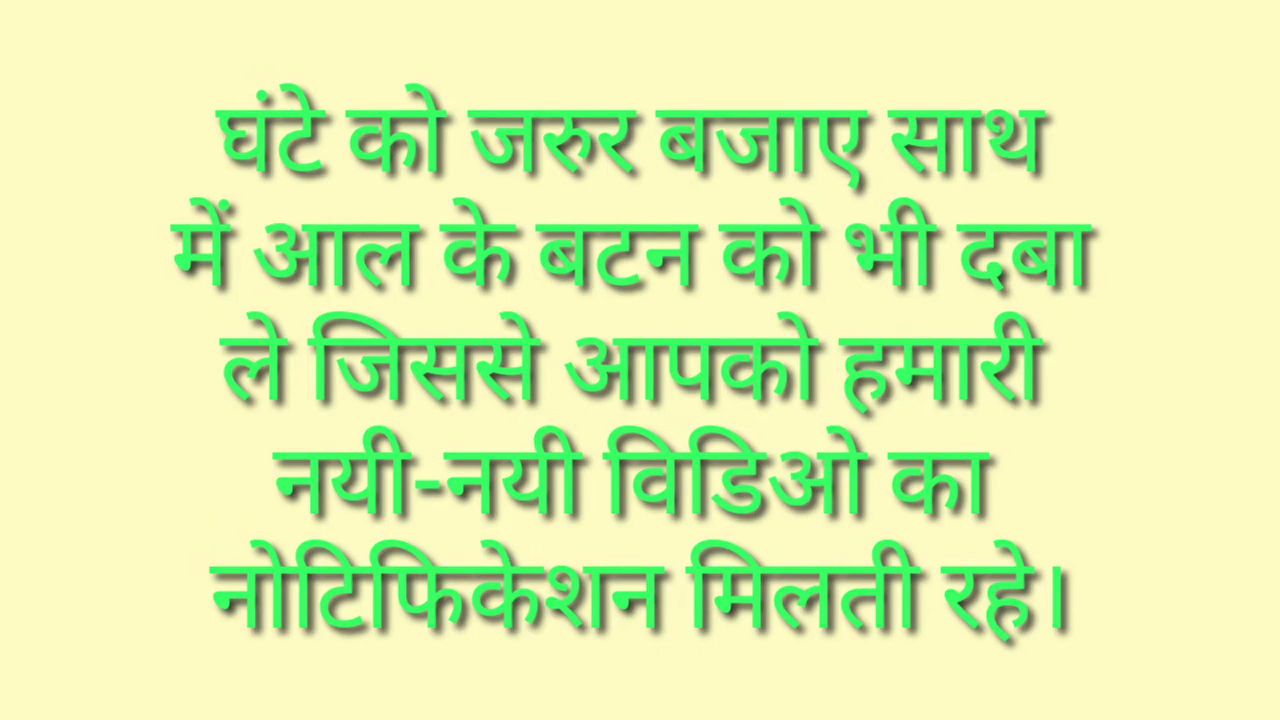 घंटे को जरुर बजाए साथ
में आल के बटन को भी दबा
ले जिससे आपको हमारी
नयी-नयी विडिओ का
नोटिफिकेशन मिलती रहे।